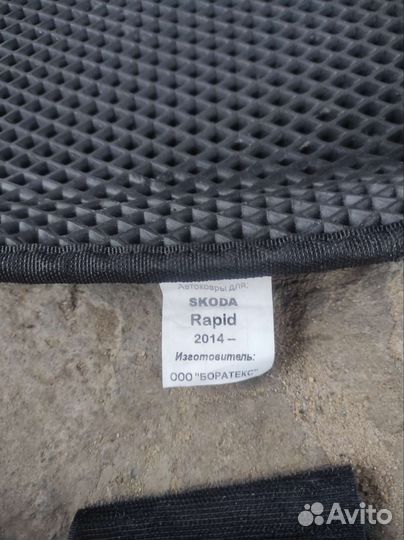 Автоковры для:
SKODA
Rapid
2014 –
Изготовитель:
ООО "БОРАТЕКС"
Avito